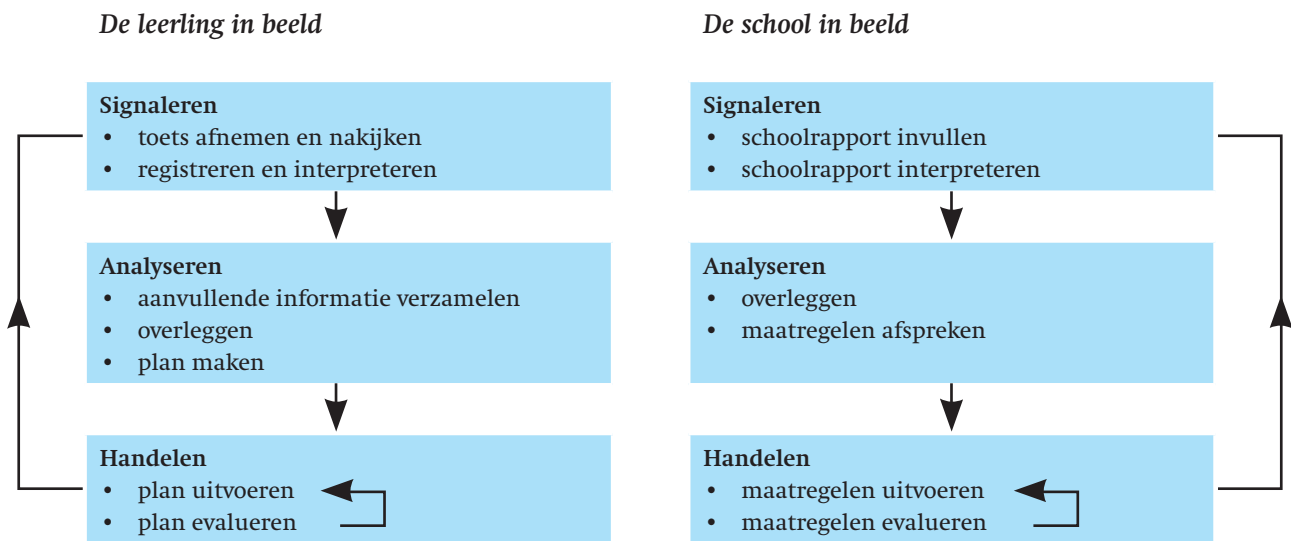 De leerling in beeld
Signaleren
• toets afnemen en nakijken
• registreren en interpreteren
Analyseren
• aanvullende informatie verzamelen
• overleggen
• plan maken
Handelen
• plan uitvoeren
• plan evalueren
De school in beeld
Signaleren
• schoolrapport invullen
• schoolrapport interpreteren
Analyseren
• overleggen
• maatregelen afspreken
Handelen
• maatregelen uitvoeren
• maatregelen evalueren